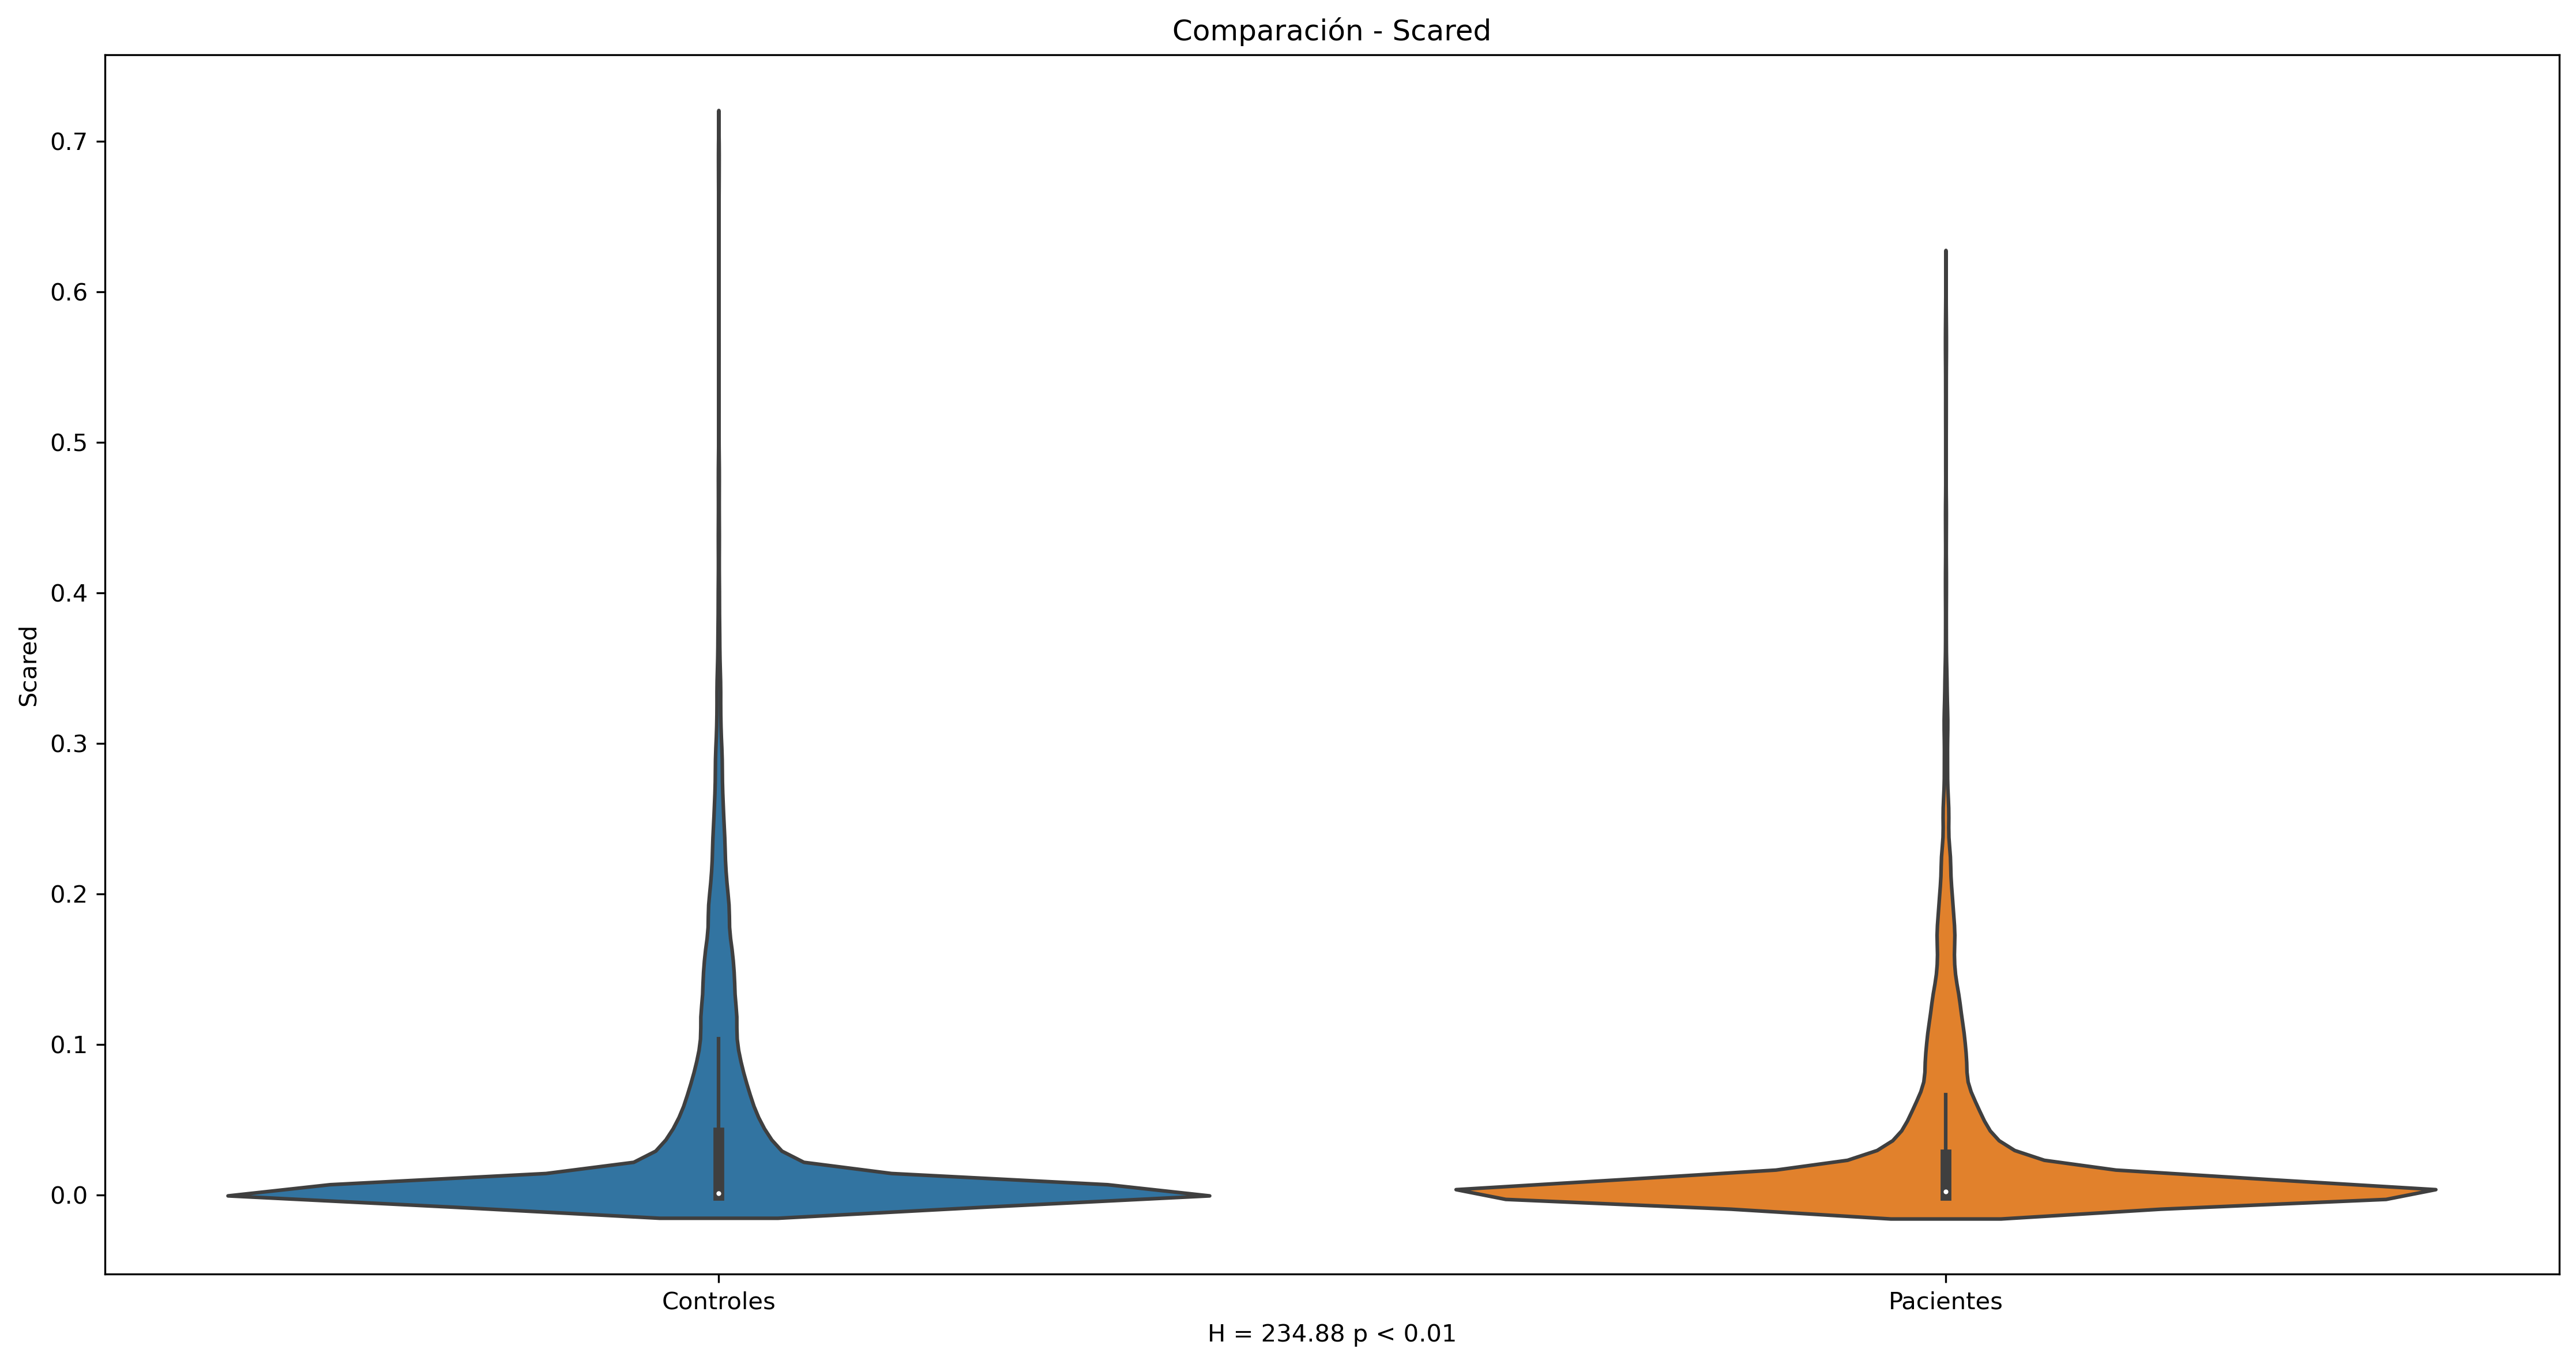 Comparación - Scared
0.7
0.6
0.5
0.4
0.3
0.2
0.1
0.0
Scared
Controles
Pacientes
H = 234.88 p < 0.01